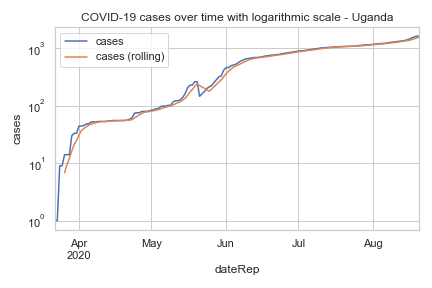 COVID-19 cases over time with logarithmic scale - Uganda
cases
cases (rolling)
10³
10²
10¹
10⁰
cases
Apr
2020
May
Jun
Jul
Aug
dateRep